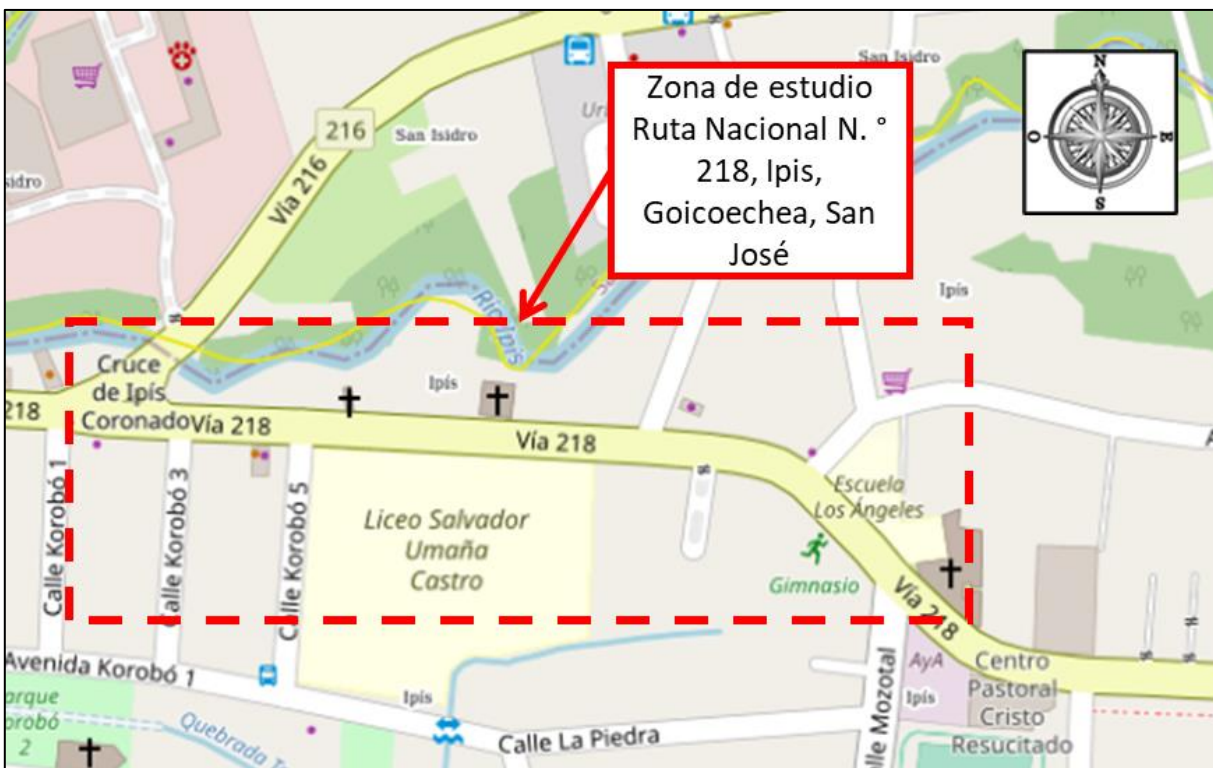 San Isidro
216
San Isidro
Vía 216
Zona de estudio
Ruta Nacional N. °
218, Ipis,
Goicoechea, San
José
N
O
E
S
Ipís
Río Ipís
Cruce
de Ipís
Coronado
218
Vía 218
Ipís
Vía 218
Calle Korobó 1
Calle Korobó 3
Calle Korobó 5
Liceo Salvador
Umaña
Castro
Escuela
Los Ángeles
Gimnasio
Vía 218
Avenida Korobó 1
Ipís
Calle La Piedra
AyA
Ipís
Centro
Pastoral
Cristo
Resucitado
Quebrada
2